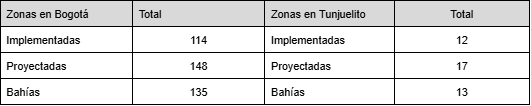 Zonas en Bogotá Total Zonas en Tunjuelito Total
Implementadas 114 Implementadas 12
Proyectadas 148 Proyectadas 17
Bahías 135 Bahías 13